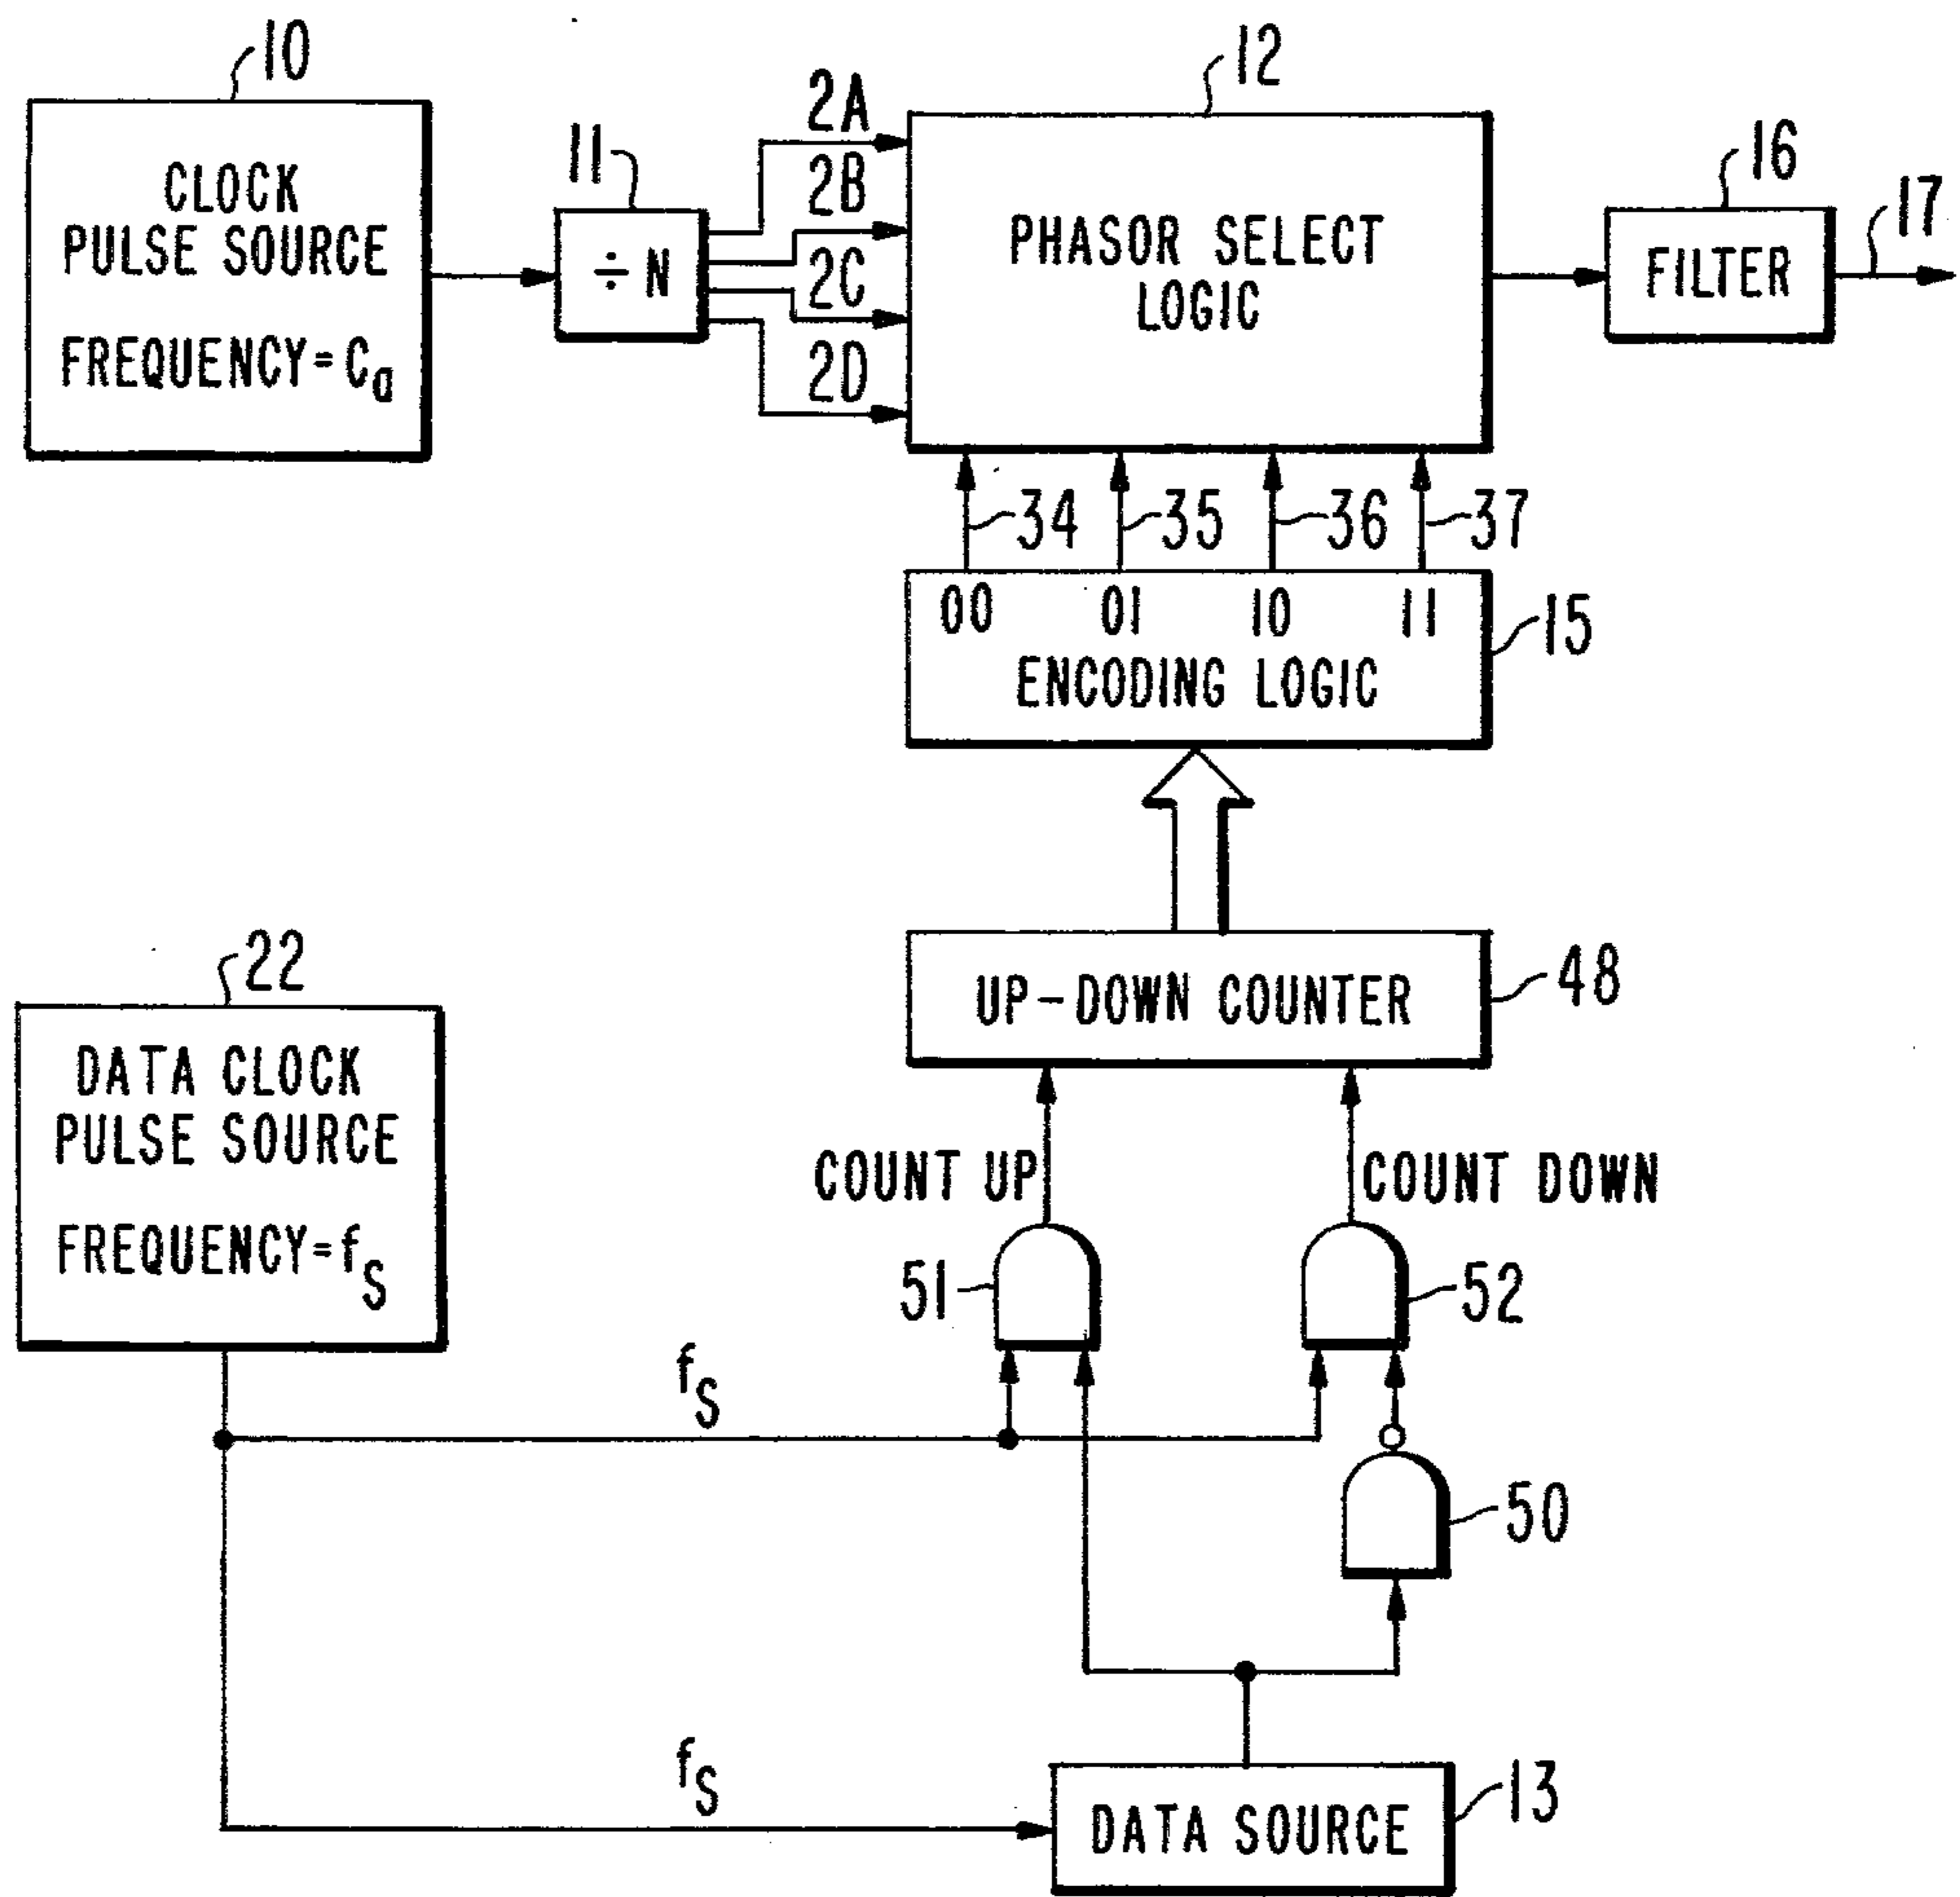 10
CLOCK
PULSE SOURCE
FREQUENCY=Ca
11
÷ N
2A
2B
2C
2D
12
PHASOR SELECT
LOGIC
16
FILTER
17
34
35
36
37
00 01 10 11
ENCODING LOGIC
15
UP-DOWN COUNTER
48
22
DATA CLOCK
PULSE SOURCE
FREQUENCY=fS
COUNT UP
COUNT DOWN
51
52
fS
50
fS
DATA SOURCE
13